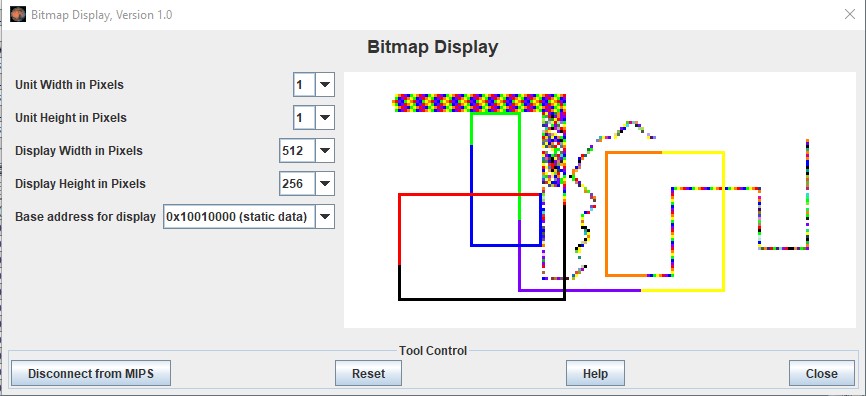 Bitmap Display, Version 1.0
Bitmap Display
Unit Width in Pixels 1
Unit Height in Pixels 1
Display Width in Pixels 512
Display Height in Pixels 256
Base address for display 0x10010000 (static data)
Tool Control
Disconnect from MIPS Reset Help Close